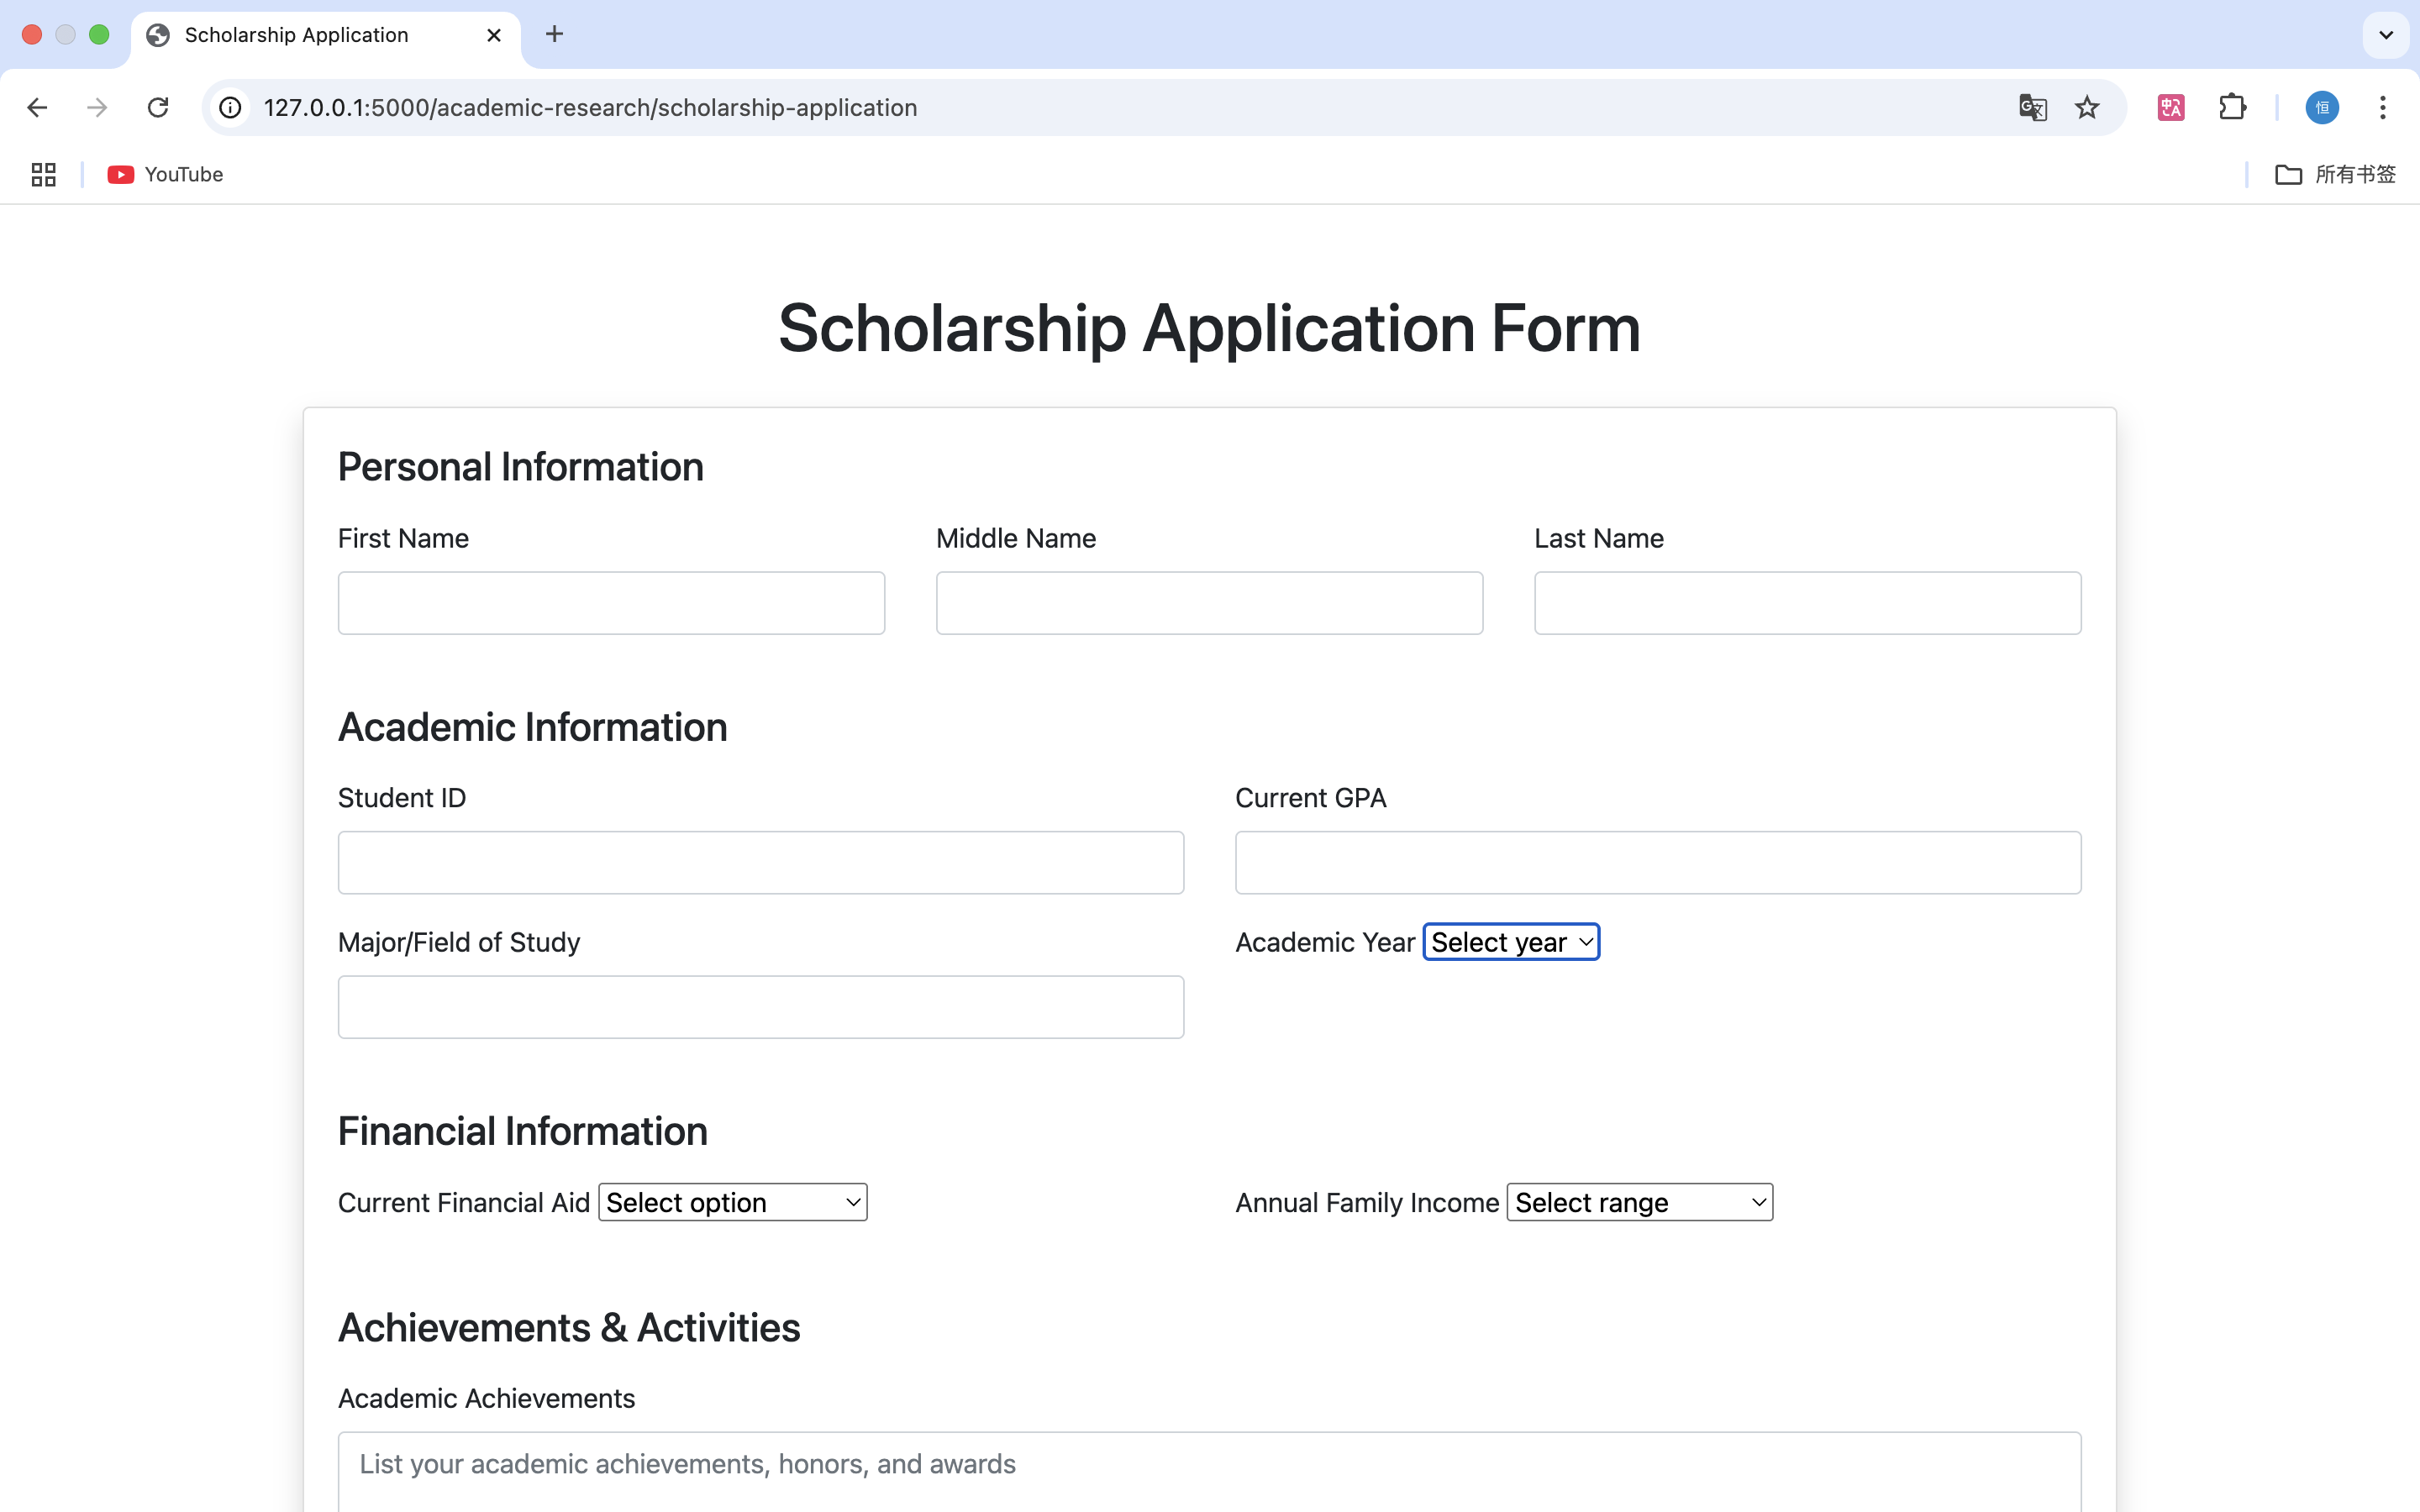 Scholarship Application
127.0.0.1:5000/academic-research/scholarship-application
恒
YouTube
所有书签
Scholarship Application Form
Personal Information
First Name Middle Name Last Name
Academic Information
Student ID Current GPA
Major/Field of Study Academic Year Select year
Financial Information
Current Financial Aid Select option Annual Family Income Select range
Achievements & Activities
Academic Achievements
List your academic achievements, honors, and awards